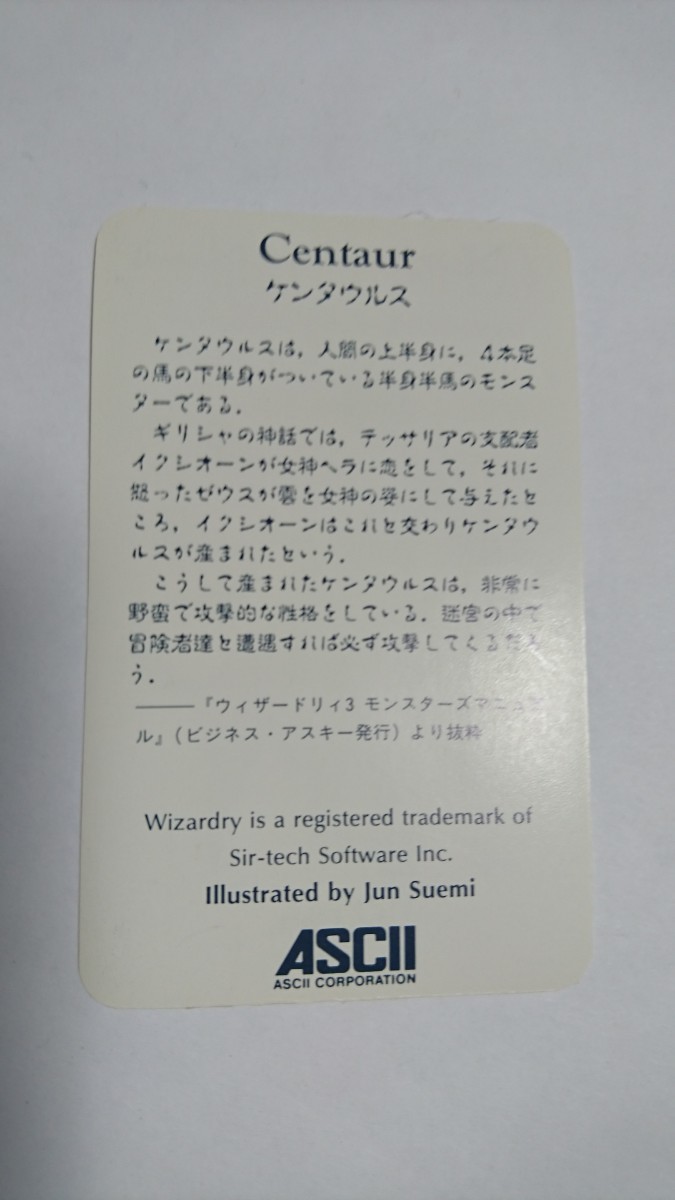 Centaur
ケンタウルス
ケンタウルスは，人間の上半身に，4本足
の馬の下半身がついている半身半馬のモンス
ターである．
ギリシャの神話では，テッサリアの支配者
イクシオーンが女神ヘラに恋をして，それに
怒ったゼウスが雲を女神の姿にして与えたと
ころ，イクシオーンはこれと交わりケンタウ
ルスが産まれたという．
こうして産まれたケンタウルスは，非常に
野蛮で攻撃的な性格をしている．迷宮の中で
冒険者達と遭遇すれば必ず攻撃してくるだろ
う．
――『ウィザードリィ3 モンスターズマニュア
ル』（ビジネス・アスキー発行）より抜粋
Wizardry is a registered trademark of
Sir-tech Software Inc.
Illustrated by Jun Suemi
ASCII
ASCII CORPORATION